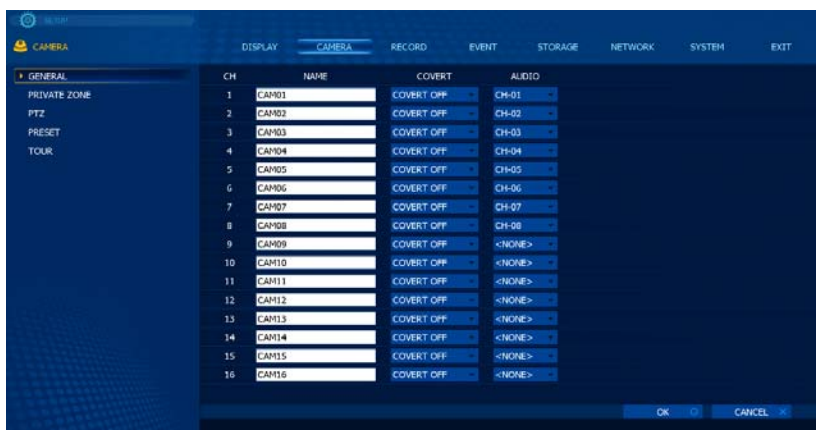 SETUP
CAMERA
DISPLAY CAMERA RECORD EVENT STORAGE NETWORK SYSTEM EXIT
GENERAL
PRIVATE ZONE
PTZ
PRESET
TOUR
CH NAME COVERT AUDIO
1 CAM01 COVERT OFF CH-01
2 CAM02 COVERT OFF CH-02
3 CAM03 COVERT OFF CH-03
4 CAM04 COVERT OFF CH-04
5 CAM05 COVERT OFF CH-05
6 CAM06 COVERT OFF CH-06
7 CAM07 COVERT OFF CH-07
8 CAM08 COVERT OFF CH-08
9 CAM09 COVERT OFF <NONE>
10 CAM10 COVERT OFF <NONE>
11 CAM11 COVERT OFF <NONE>
12 CAM12 COVERT OFF <NONE>
13 CAM13 COVERT OFF <NONE>
14 CAM14 COVERT OFF <NONE>
15 CAM15 COVERT OFF <NONE>
16 CAM16 COVERT OFF <NONE>
OK CANCEL